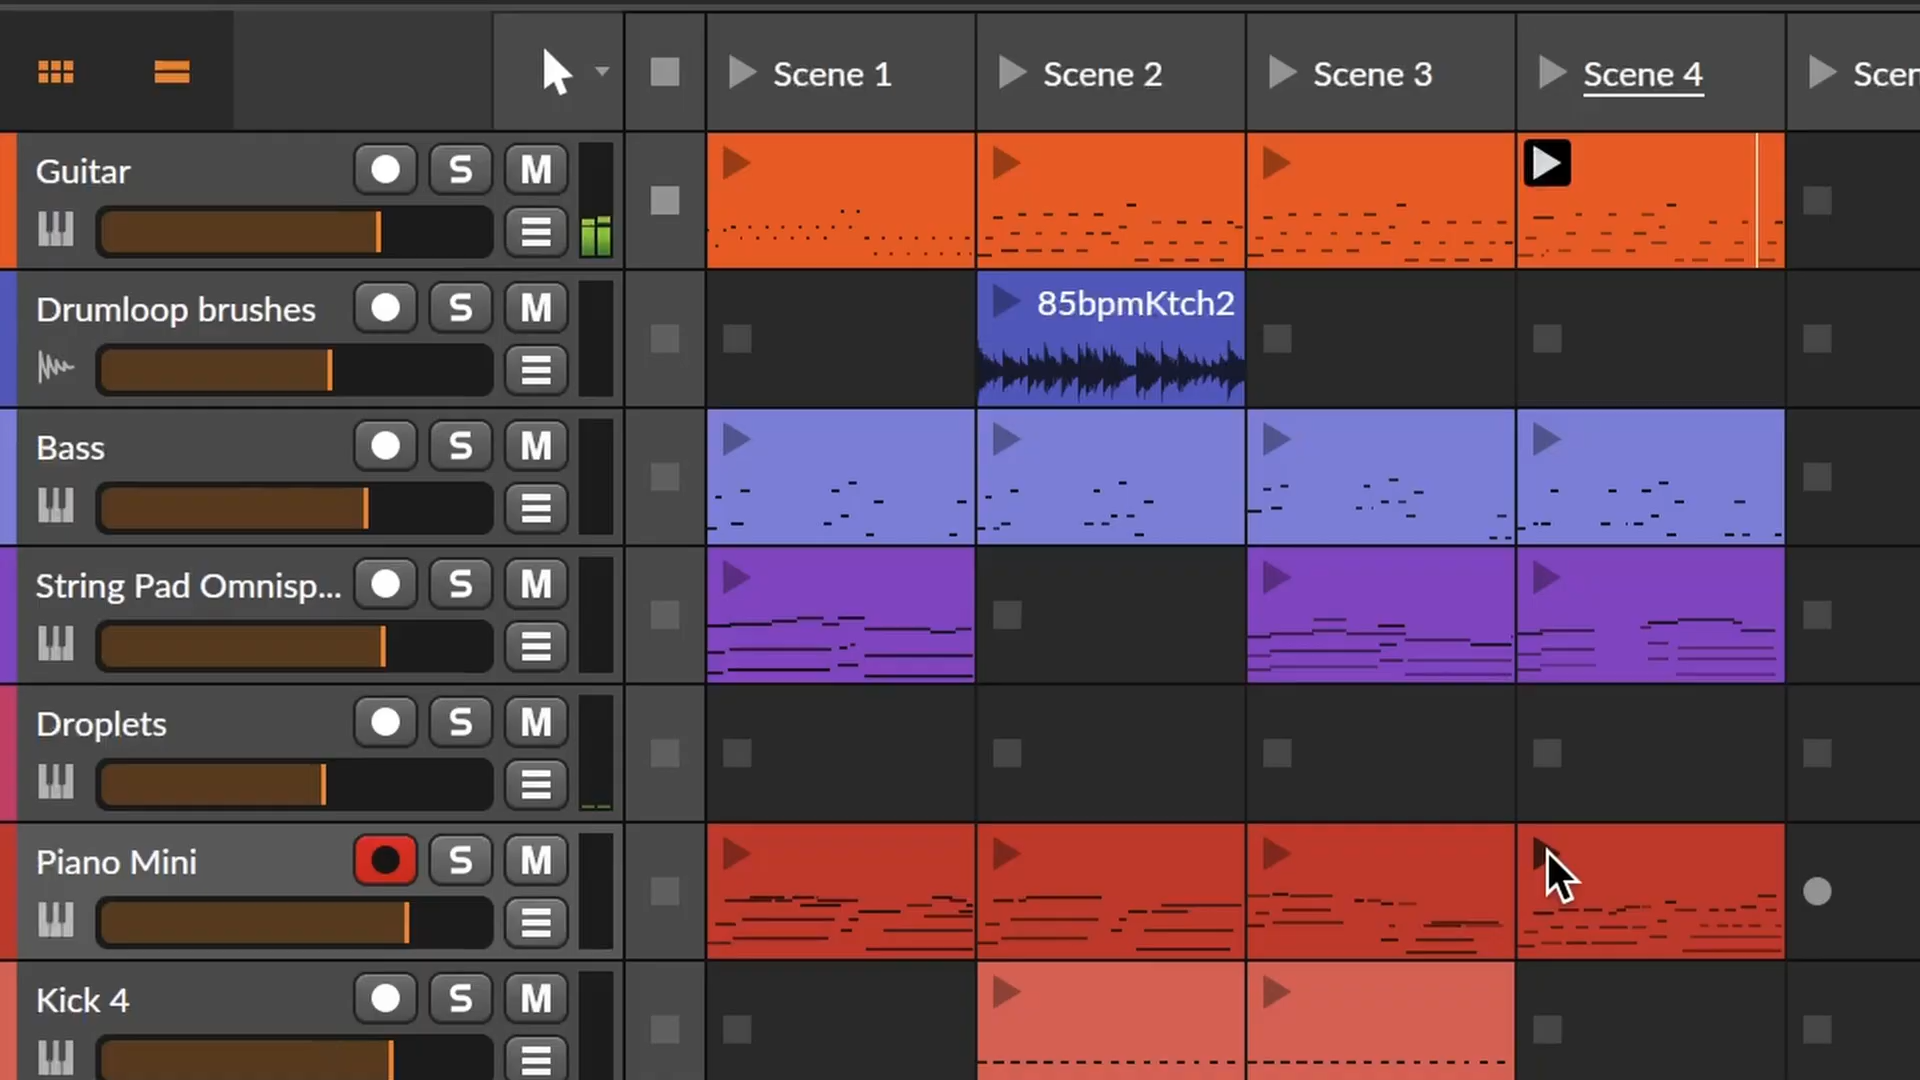 Scene 1 Scene 2 Scene 3 Scene 4 Scen
Guitar S M
Drumloop brushes S M 85bpmKtch2
Bass S M
String Pad Omnisp... S M
Droplets S M
Piano Mini S M
Kick 4 S M